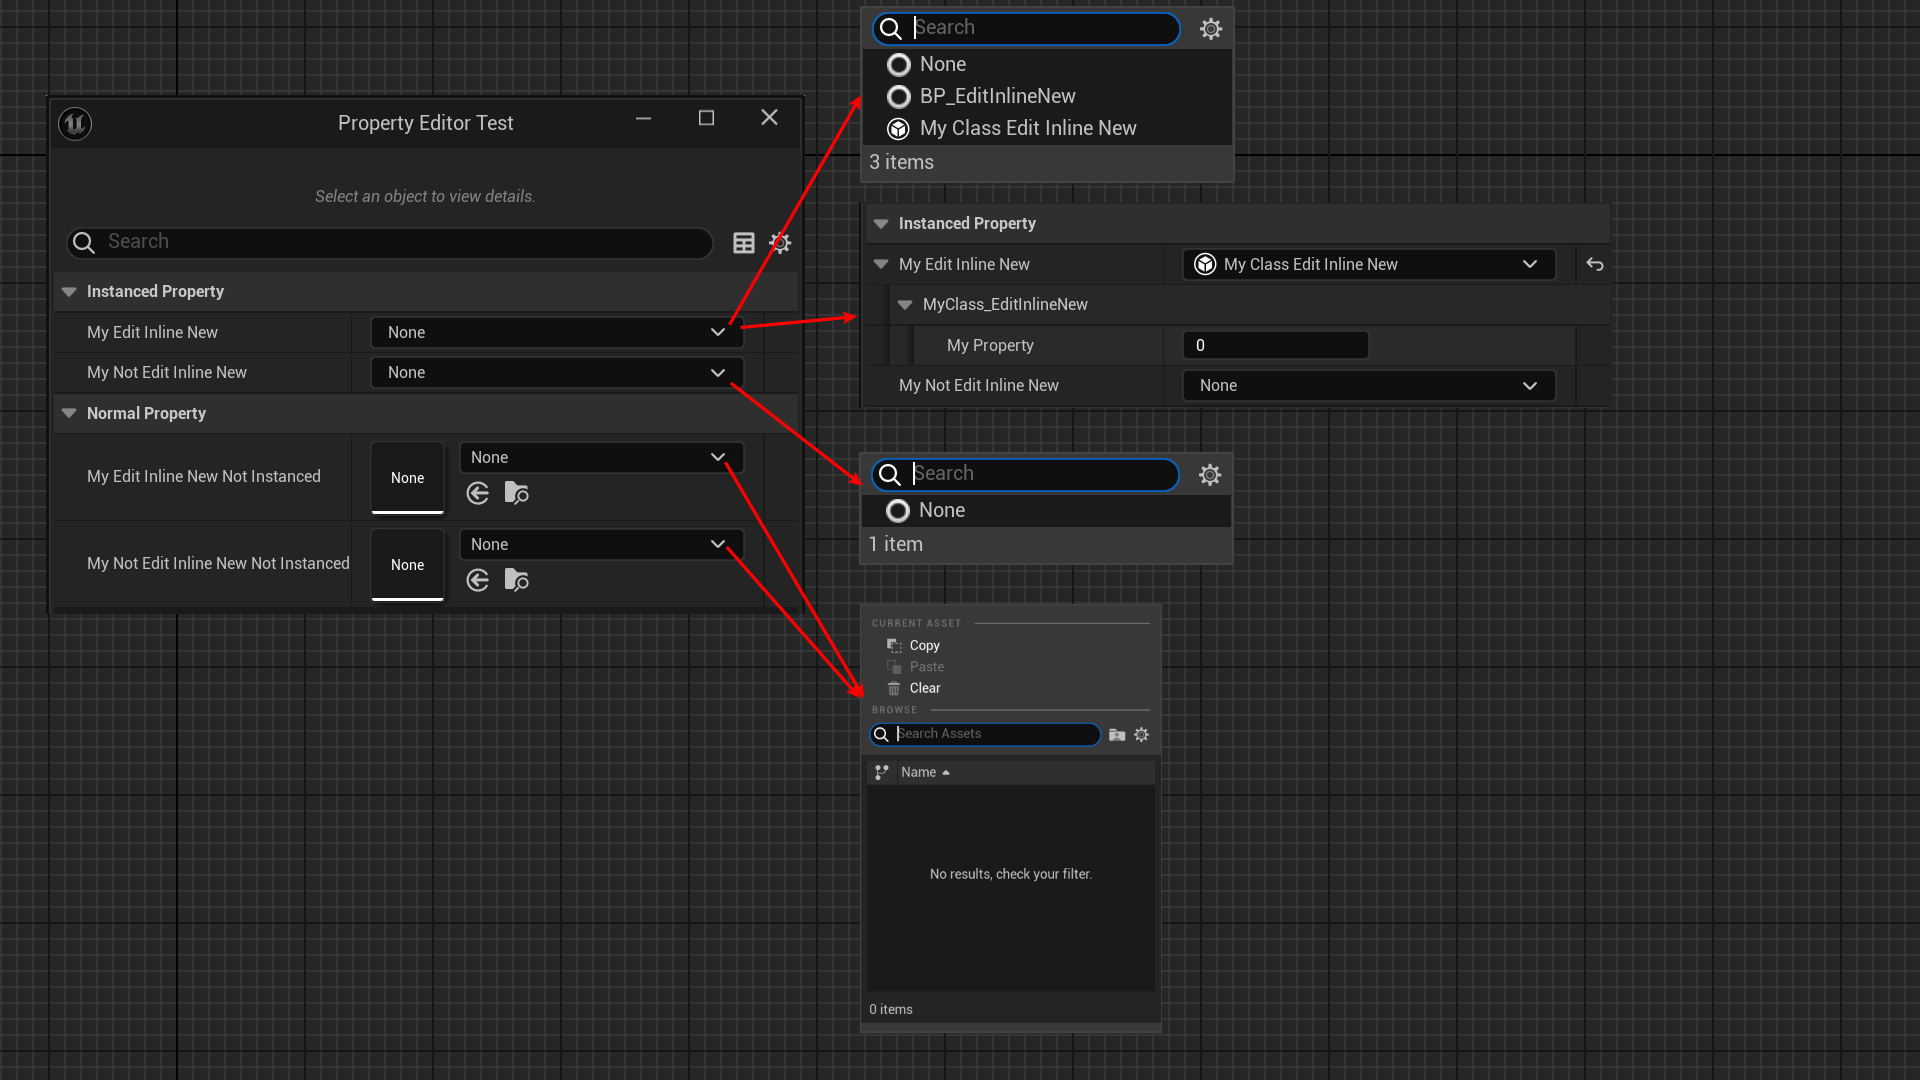 Property Editor Test
Select an object to view details.
Search
Instanced Property
My Edit Inline New
None
My Not Edit Inline New
None
Normal Property
My Edit Inline New Not Instanced
None
None
My Not Edit Inline New Not Instanced
None
None
Search
None
BP_EditInlineNew
My Class Edit Inline New
3 items
Instanced Property
My Edit Inline New
My Class Edit Inline New
MyClass_EditInlineNew
My Property
0
My Not Edit Inline New
None
Search
None
1 item
CURRENT ASSET
Copy
Paste
Clear
BROWSE
Search Assets
Name
No results, check your filter.
0 items